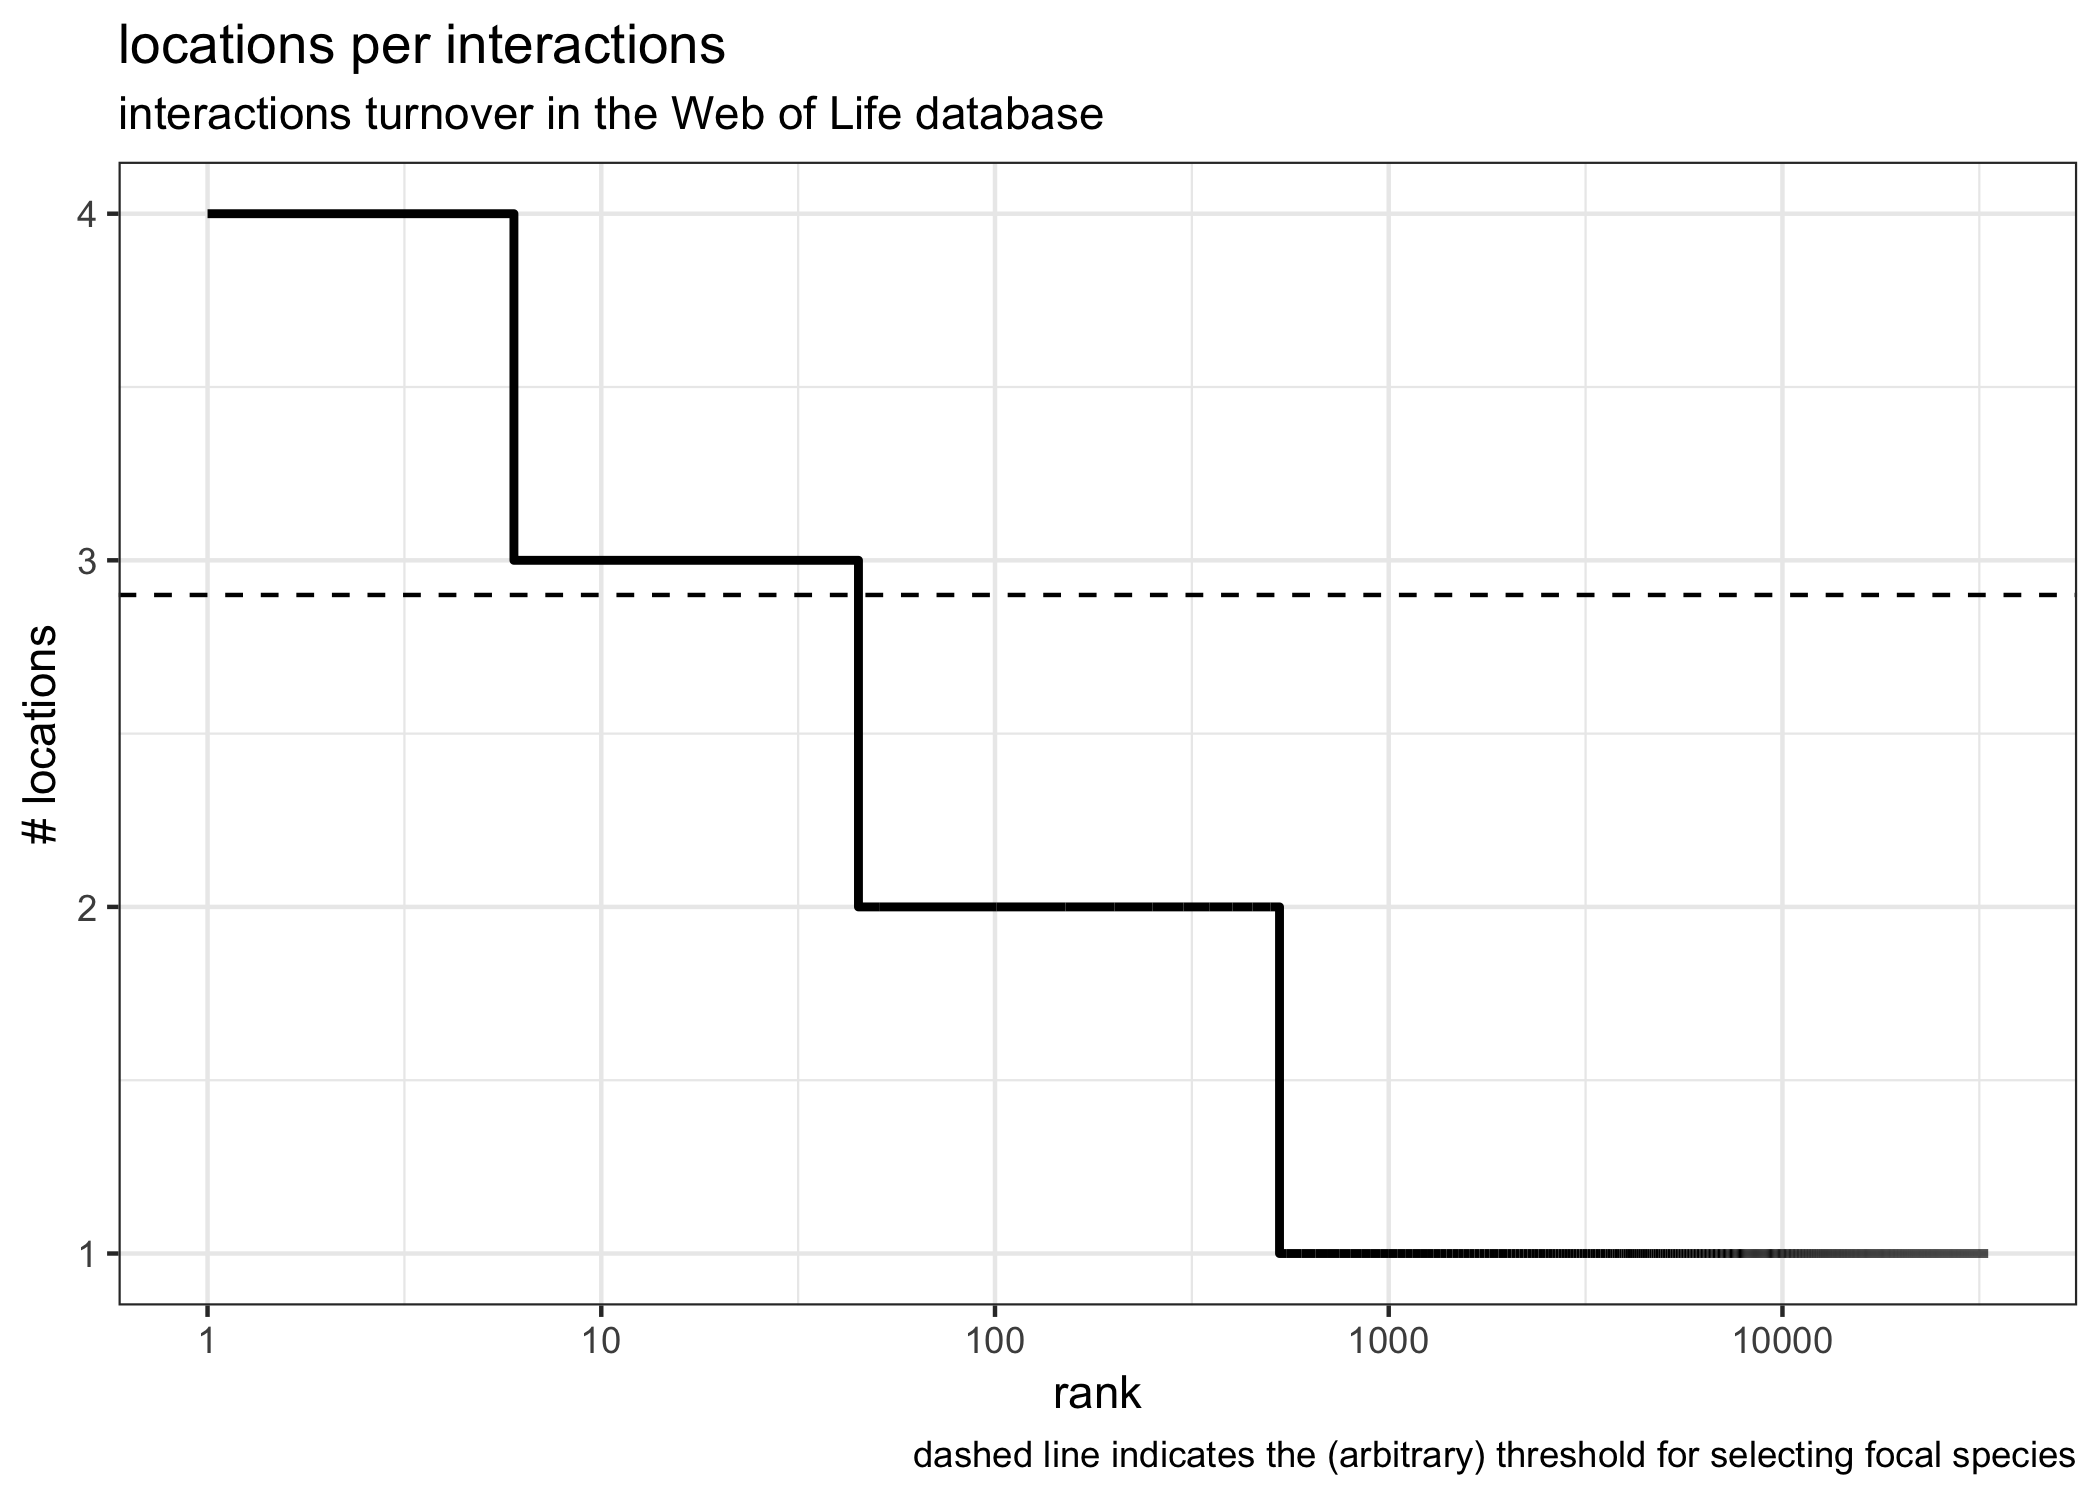 locations per interactions
interactions turnover in the Web of Life database
4
3
2
1
# locations
1 10 100 1000 10000
rank
dashed line indicates the (arbitrary) threshold for selecting focal species